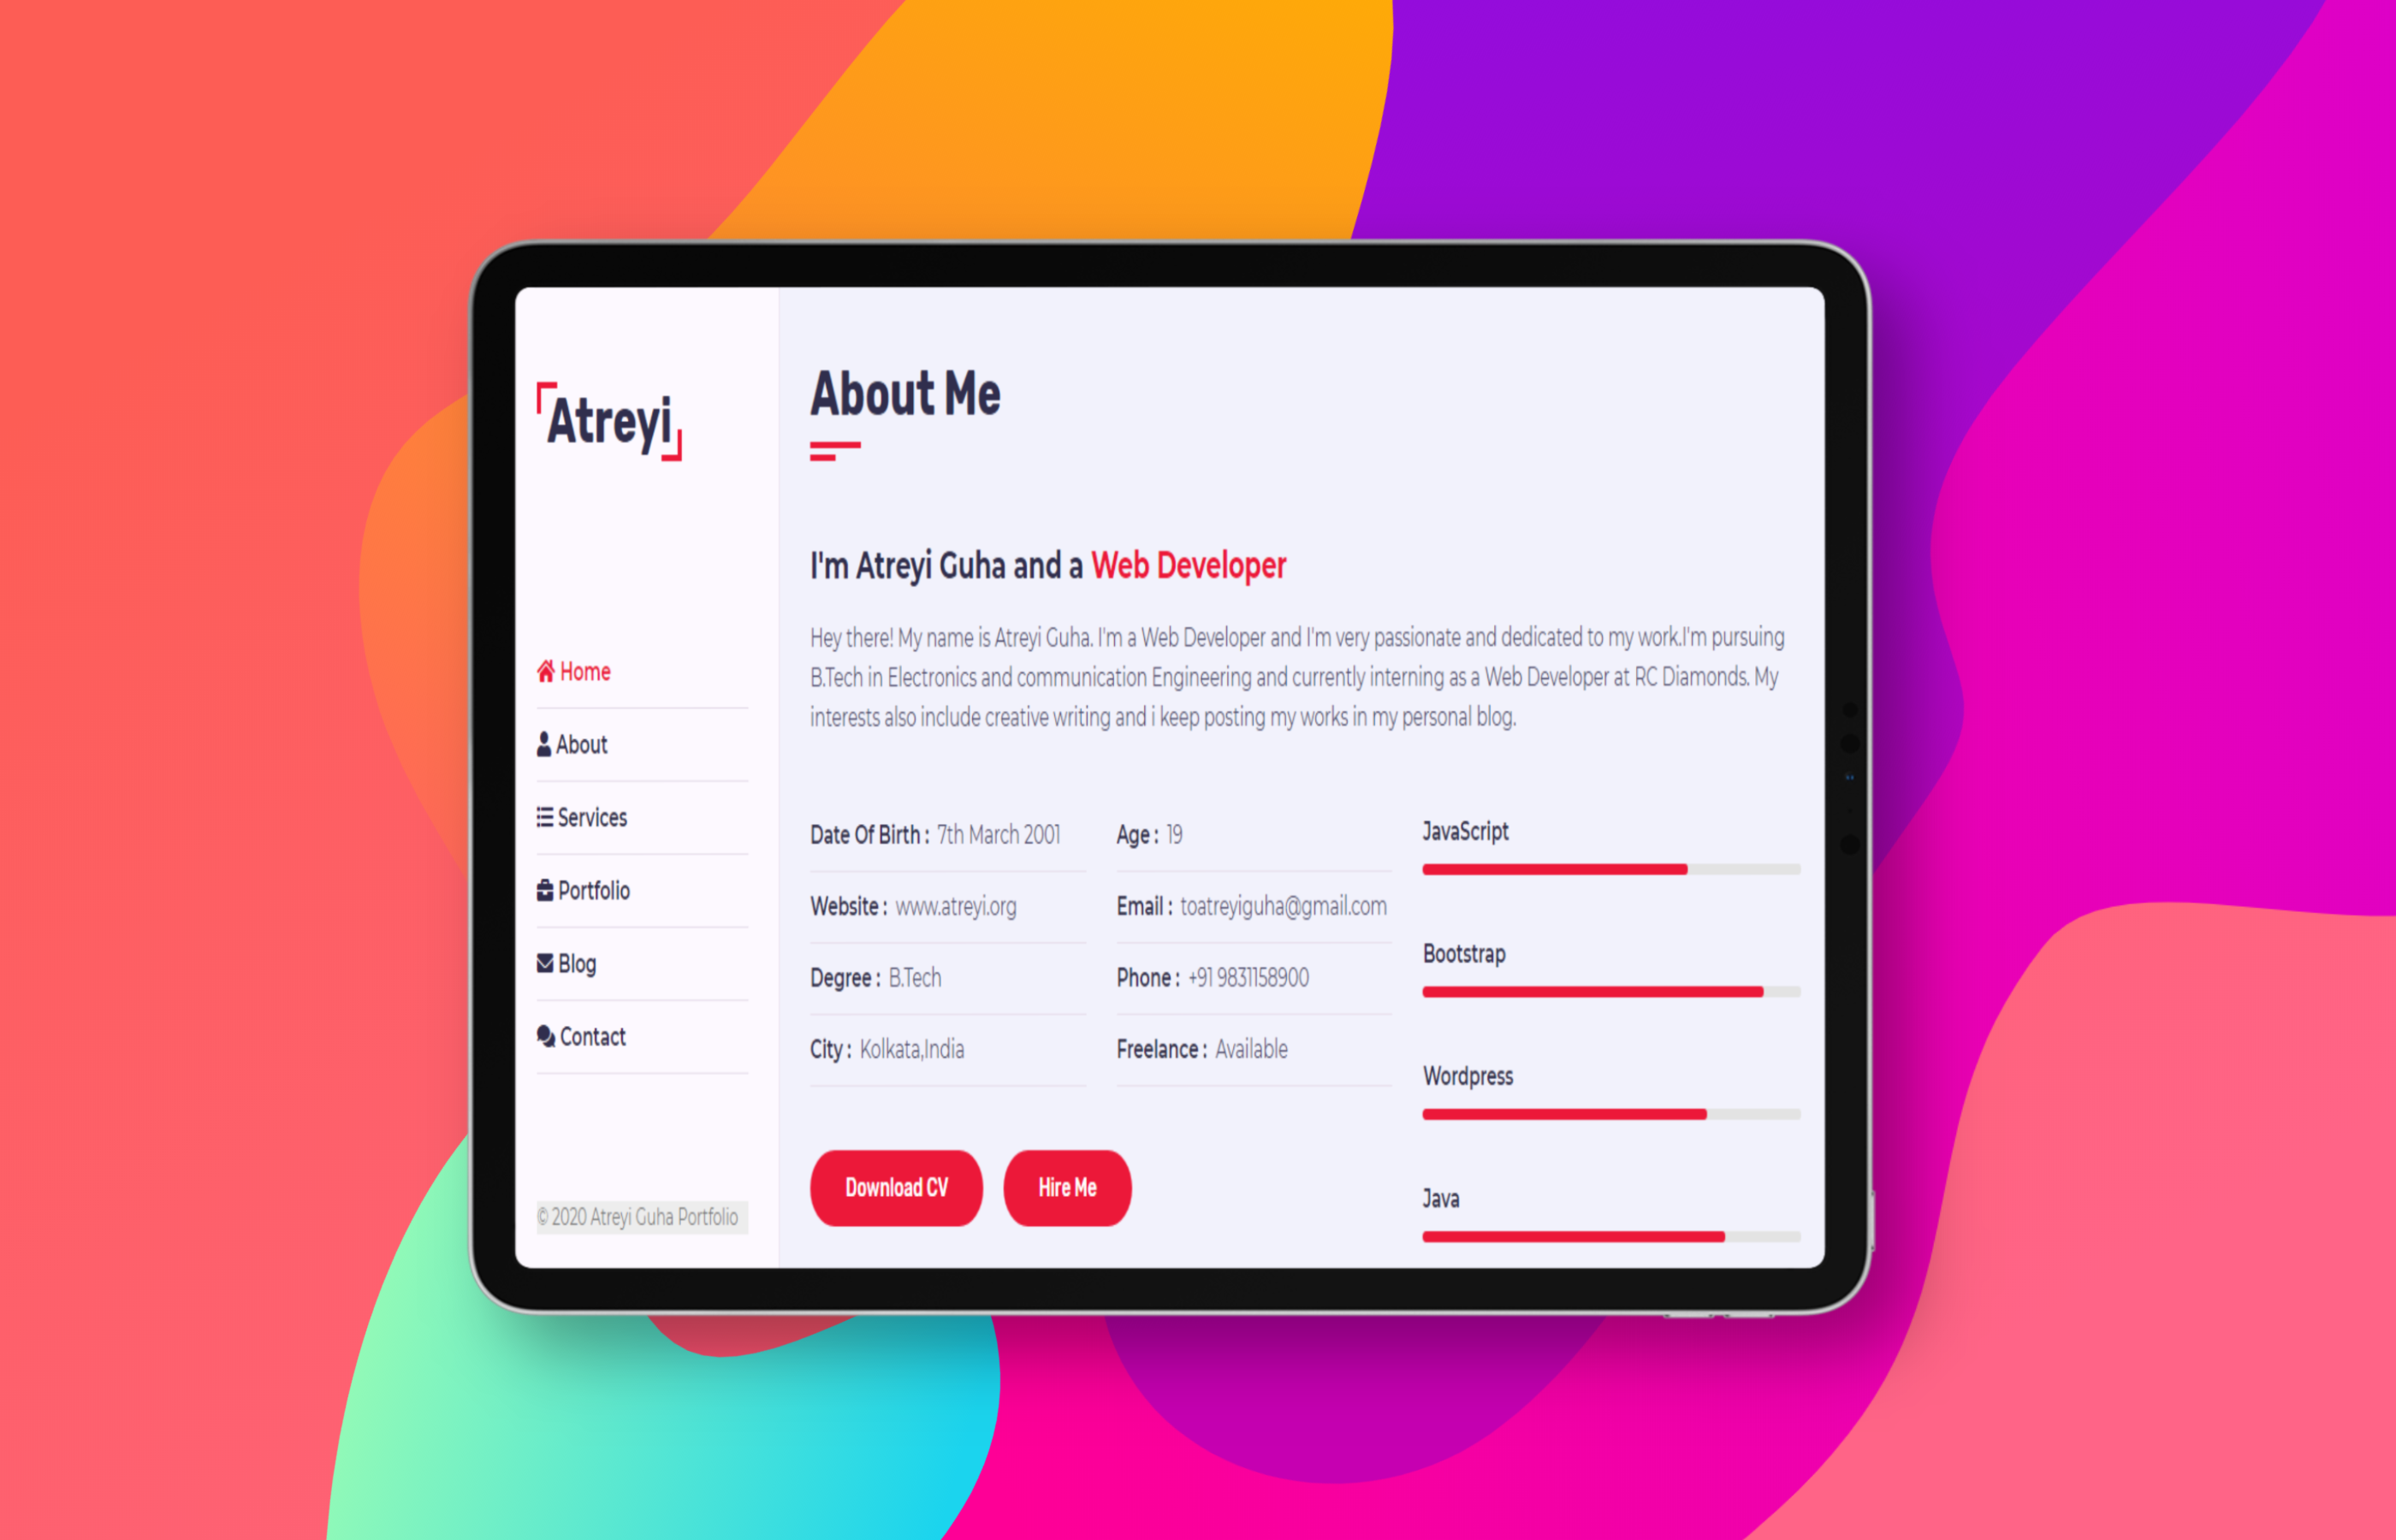 Atreyi
Home
About
Services
Portfolio
Blog
Contact
© 2020 Atreyi Guha Portfolio
About Me
I'm Atreyi Guha and a Web Developer
Hey there! My name is Atreyi Guha. I'm a Web Developer and I'm very passionate and dedicated to my work.I'm pursuing
B.Tech in Electronics and communication Engineering and currently interning as a Web Developer at RC Diamonds. My
interests also include creative writing and i keep posting my works in my personal blog.
Date Of Birth : 7th March 2001
Website : www.atreyi.org
Degree : B.Tech
City : Kolkata,India
Age : 19
Email : toatreyiguha@gmail.com
Phone : +91 9831158900
Freelance : Available
Download CV
Hire Me
JavaScript
Bootstrap
Wordpress
Java